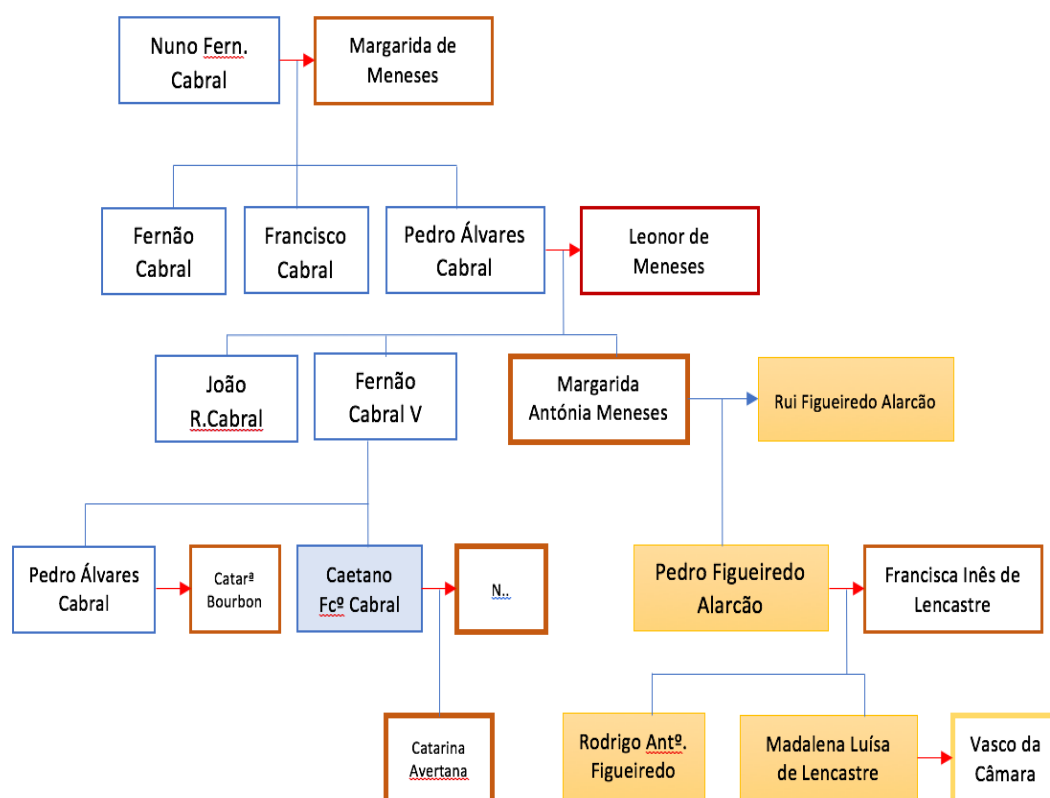 Nuno Fern.
Cabral
Margarida de
Meneses
Fernão
Cabral
Francisco
Cabral
Pedro Álvares
Cabral
Leonor de
Meneses
João
R.Cabral
Fernão
Cabral V
Margarida
Antónia Meneses
Rui Figueiredo Alarcão
Pedro Álvares
Cabral
Catarª
Bourbon
Caetano
Fcº Cabral
N..
Pedro Figueiredo
Alarcão
Francisca Inês de
Lencastre
Catarina
Avertana
Rodrigo Antº.
Figueiredo
Madalena Luísa
de Lencastre
Vasco da
Câmara